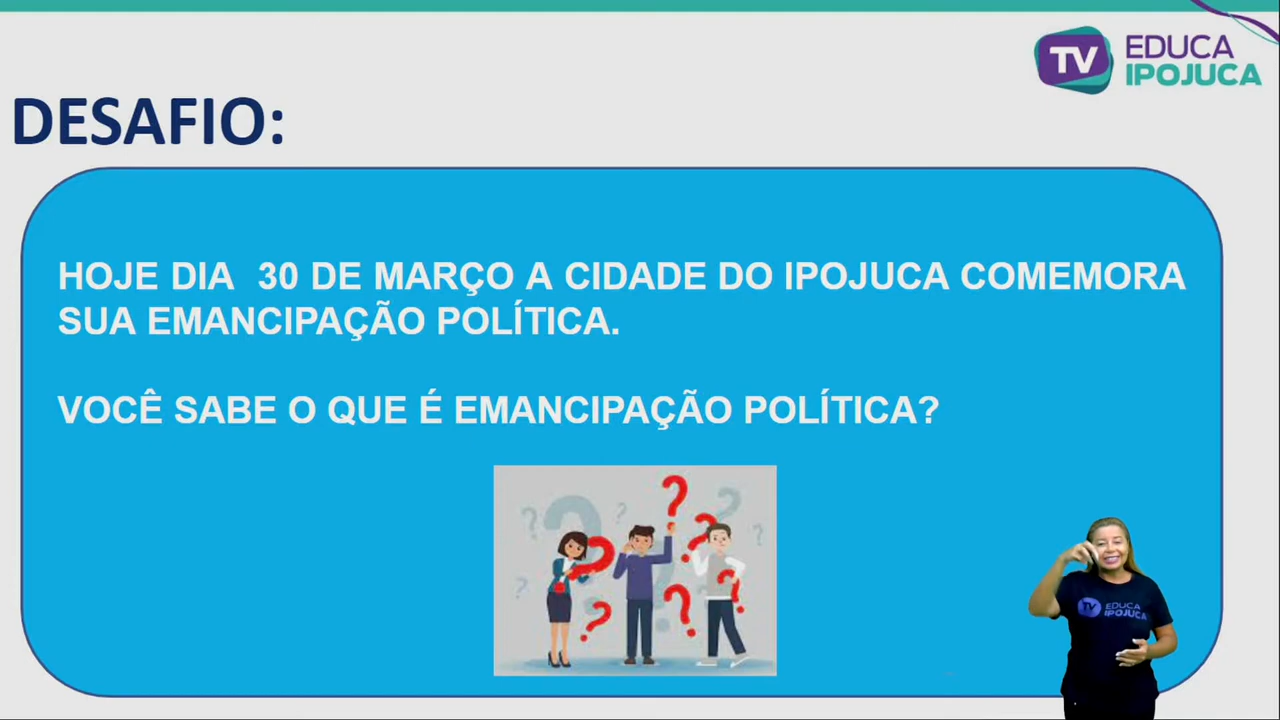 TV EDUCA
IPOJUCA
DESAFIO:
HOJE DIA 30 DE MARÇO A CIDADE DO IPOJUCA COMEMORA
SUA EMANCIPAÇÃO POLÍTICA.
VOCÊ SABE O QUE É EMANCIPAÇÃO POLÍTICA?
TV EDUCA
IPOJUCA